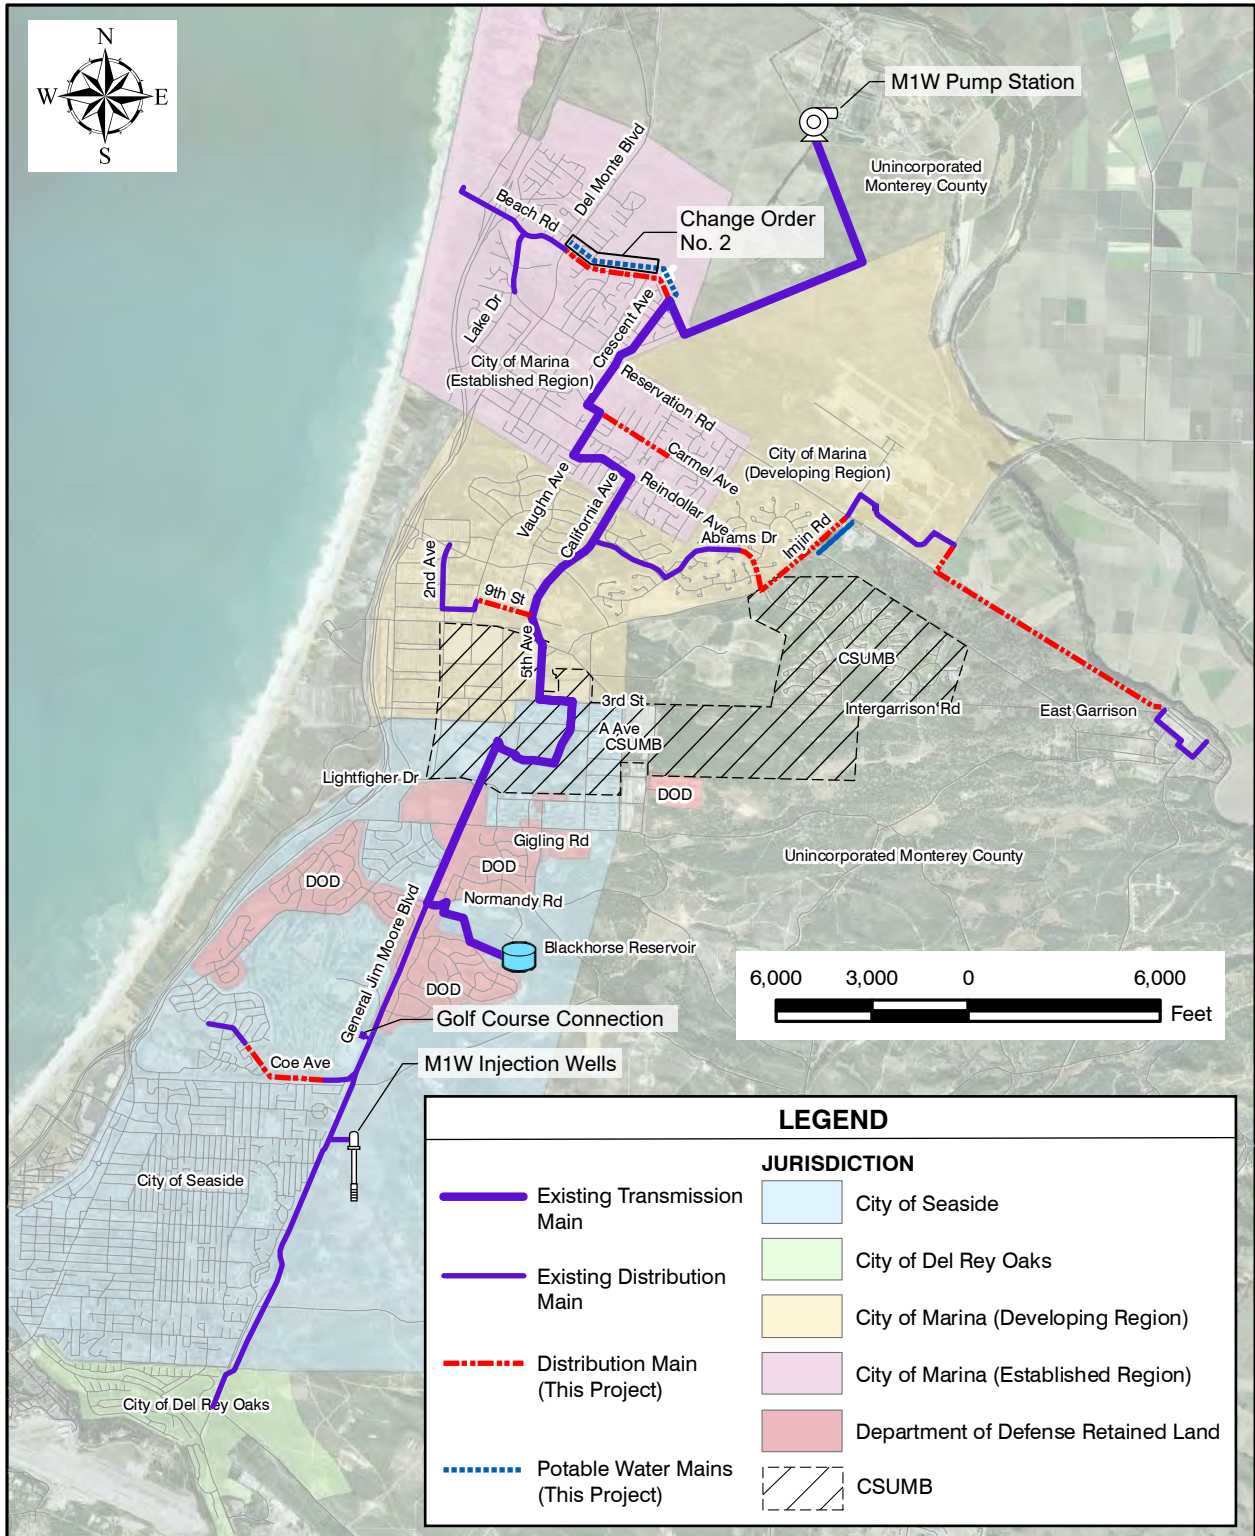 N
W E
S
M1W Pump Station
Unincorporated
Monterey County
Del Monte Blvd
Beach Rd
Change Order
No. 2
Lake Dr
Crescent Ave
City of Marina
(Established Region)
Reservation Rd
Carmel Ave
City of Marina
(Developing Region)
Vaughn Ave
California Ave
Reindollar Ave
Abrams Dr
Imjin Rd
2nd Ave
9th St
5th Ave
CSUMB
3rd St
Intergarrison Rd
East Garrison
A Ave
CSUMB
Lightfigher Dr
DOD
Gigling Rd
Unincorporated Monterey County
DOD
DOD
Normandy Rd
General Jim Moore Blvd
Blackhorse Reservoir
DOD
6,000 3,000 0 6,000
Feet
Golf Course Connection
Coe Ave
M1W Injection Wells
City of Seaside
City of Del Rey Oaks
LEGEND
Existing Transmission
Main
Existing Distribution
Main
Distribution Main
(This Project)
Potable Water Mains
(This Project)
JURISDICTION
City of Seaside
City of Del Rey Oaks
City of Marina (Developing Region)
City of Marina (Established Region)
Department of Defense Retained Land
CSUMB